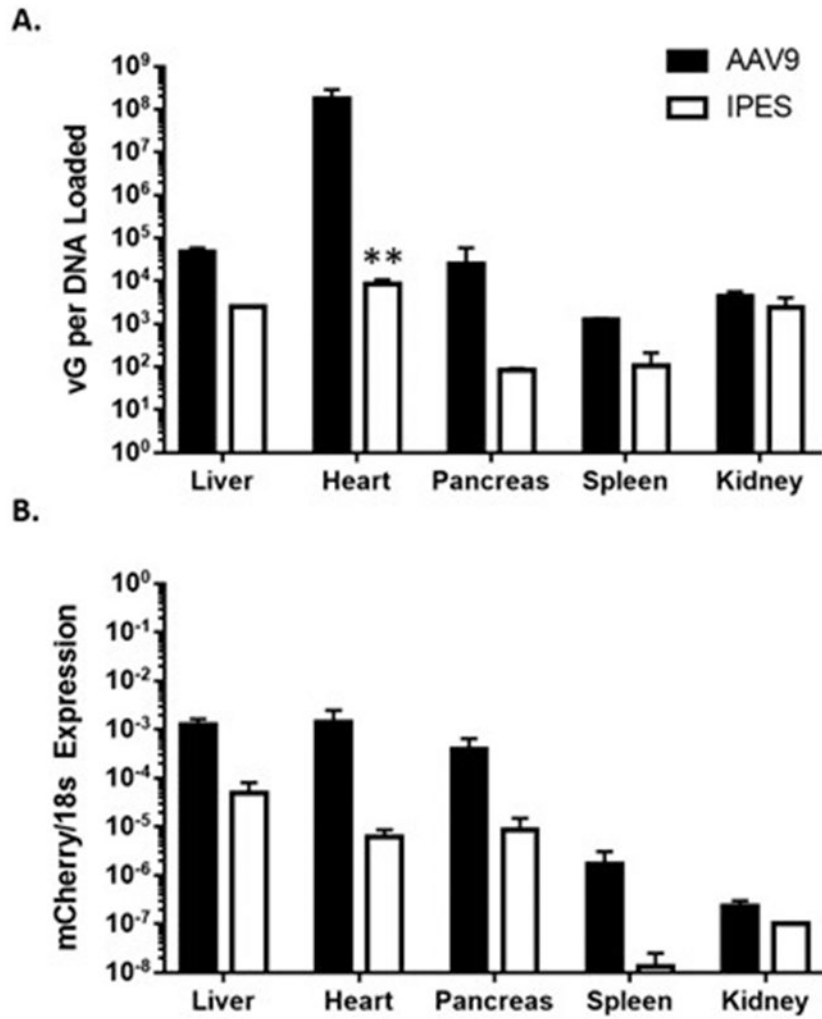 A.
AAV9
IPES
vG per DNA Loaded
10⁹
10⁸
10⁷
10⁶
10⁵
10⁴
10³
10²
10¹
10⁰
**
Liver Heart Pancreas Spleen Kidney
B.
mCherry/18s Expression
10⁰
10⁻¹
10⁻²
10⁻³
10⁻⁴
10⁻⁵
10⁻⁶
10⁻⁷
10⁻⁸
Liver Heart Pancreas Spleen Kidney